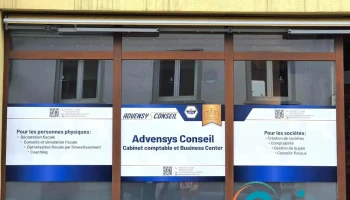 ADVENSYS CONSEIL
Pour les personnes physiques:
Déclaration fiscale
Conseils et simulation fiscale
Optimisation fiscale par l'investissement
Coaching
Advensys Conseil
Cabinet comptable et Business Center
Pour les sociétés:
Création de sociétés
Comptabilité
Gestion de la paie
Conseils fiscaux